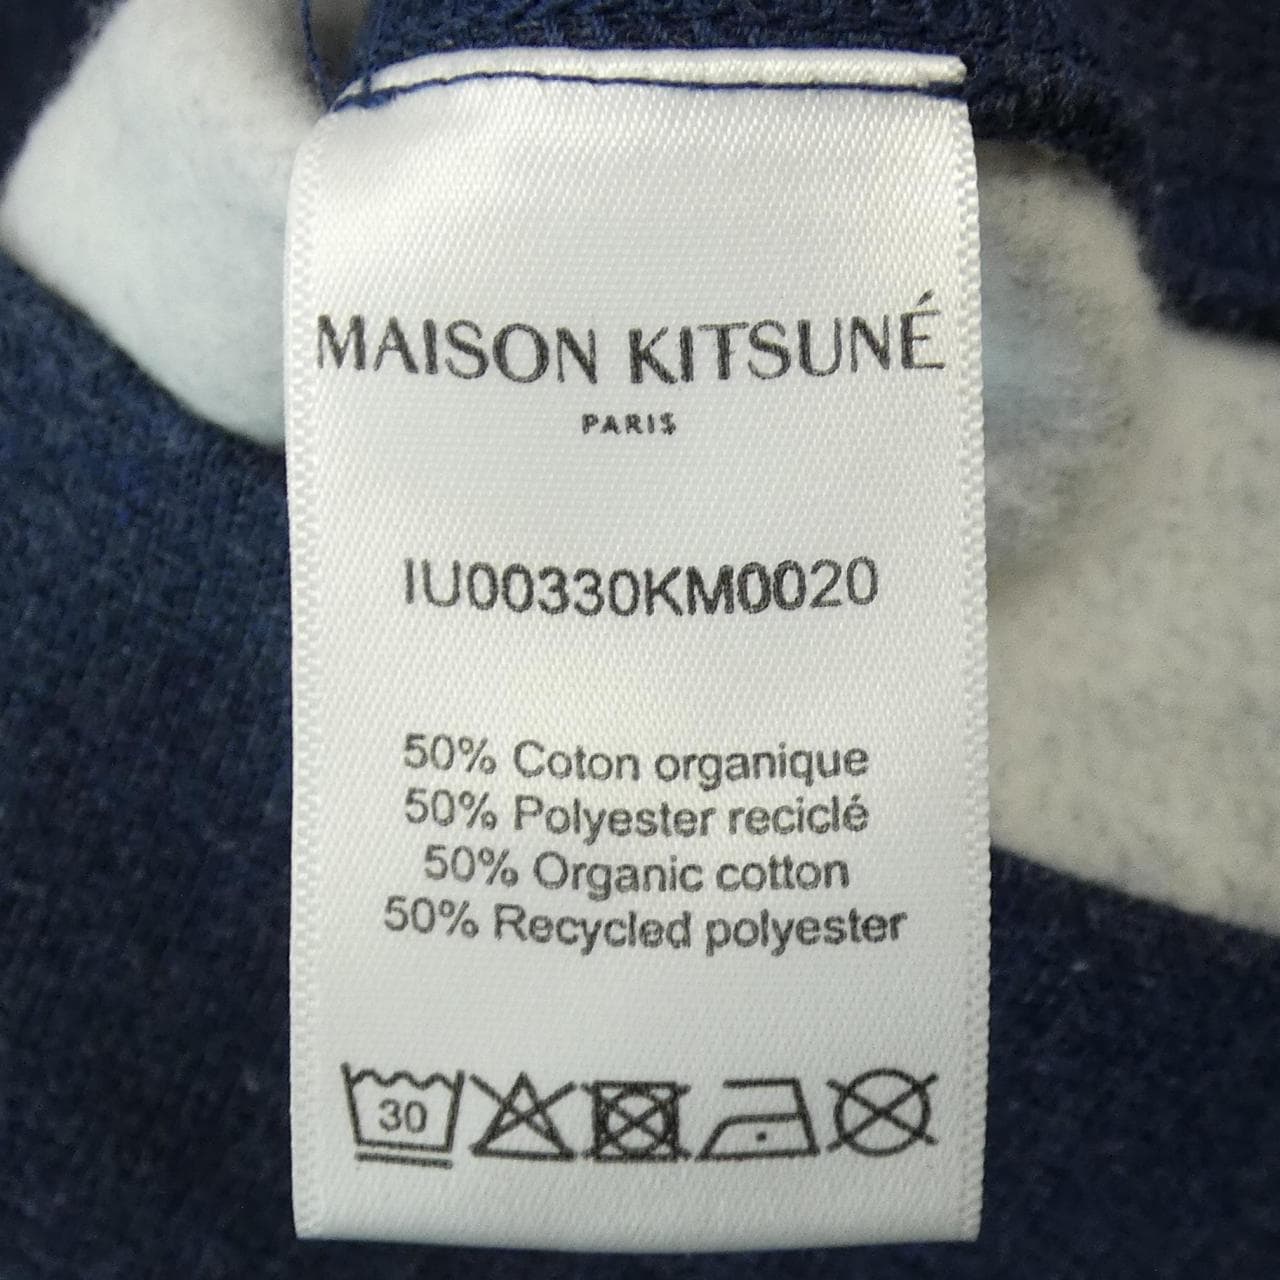 MAISON KITSUNÉ
PARIS
IU00330KM0020
50% Coton organique
50% Polyester reciclé
50% Organic cotton
50% Recycled polyester
30